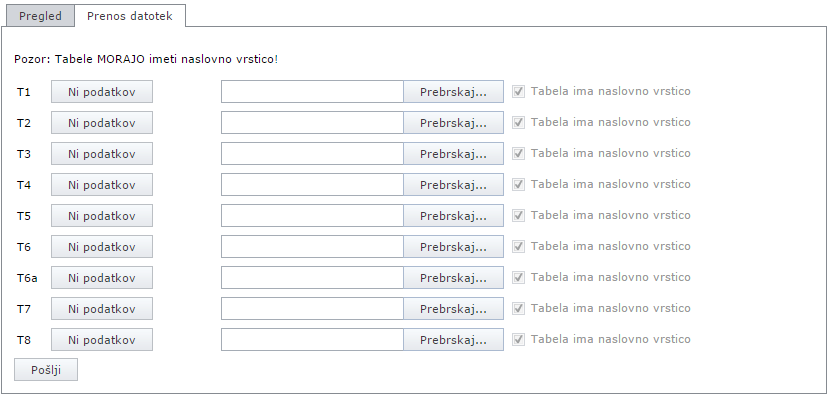 Pregled Prenos datotek
Pozor: Tabele MORAJO imeti naslovno vrstico!
T1 Ni podatkov Prebrskaj... Tabela ima naslovno vrstico
T2 Ni podatkov Prebrskaj... Tabela ima naslovno vrstico
T3 Ni podatkov Prebrskaj... Tabela ima naslovno vrstico
T4 Ni podatkov Prebrskaj... Tabela ima naslovno vrstico
T5 Ni podatkov Prebrskaj... Tabela ima naslovno vrstico
T6 Ni podatkov Prebrskaj... Tabela ima naslovno vrstico
T6a Ni podatkov Prebrskaj... Tabela ima naslovno vrstico
T7 Ni podatkov Prebrskaj... Tabela ima naslovno vrstico
T8 Ni podatkov Prebrskaj... Tabela ima naslovno vrstico
Pošlji